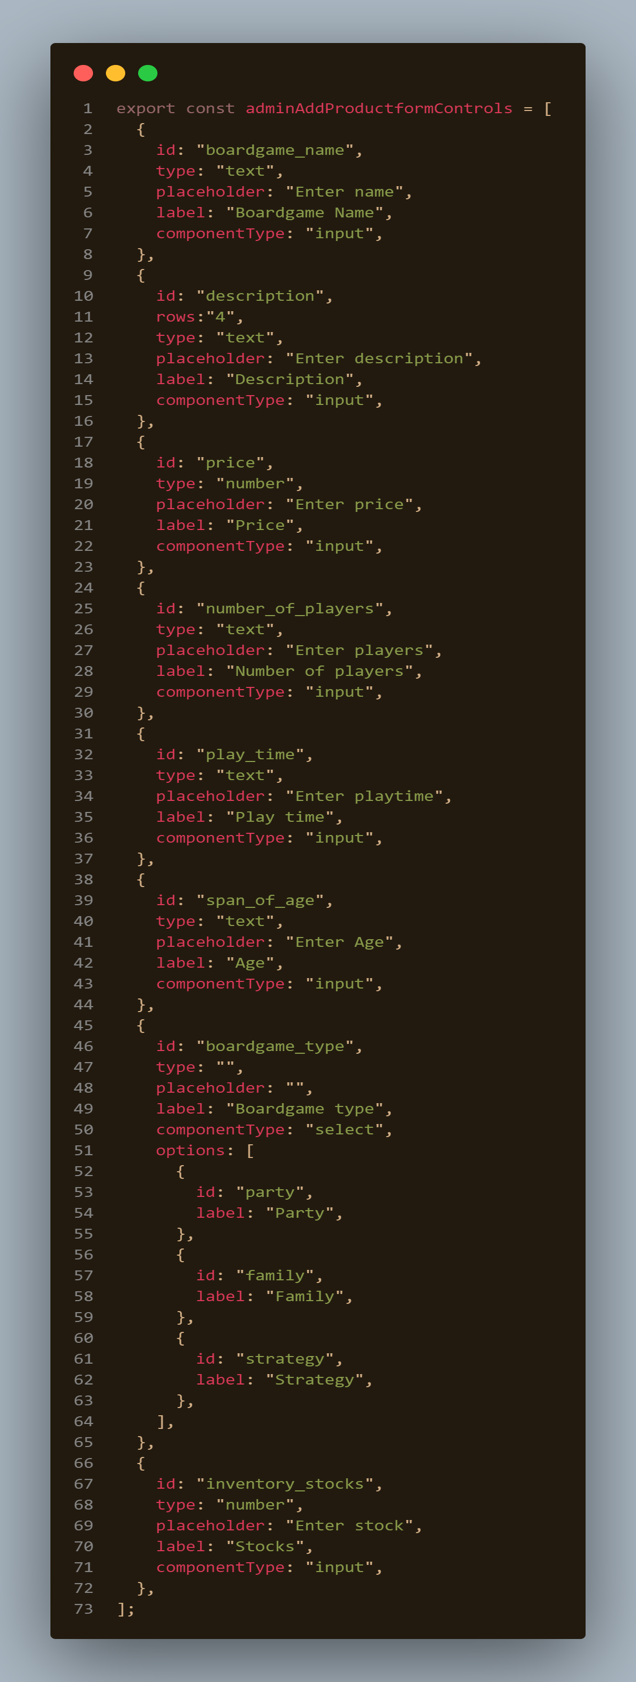 1 export const adminAddProductformControls = [
2   {
3     id: "boardgame_name",
4     type: "text",
5     placeholder: "Enter name",
6     label: "Boardgame Name",
7     componentType: "input",
8   },
9   {
10     id: "description",
11     rows:"4",
12     type: "text",
13     placeholder: "Enter description",
14     label: "Description",
15     componentType: "input",
16   },
17   {
18     id: "price",
19     type: "number",
20     placeholder: "Enter price",
21     label: "Price",
22     componentType: "input",
23   },
24   {
25     id: "number_of_players",
26     type: "text",
27     placeholder: "Enter players",
28     label: "Number of players",
29     componentType: "input",
30   },
31   {
32     id: "play_time",
33     type: "text",
34     placeholder: "Enter playtime",
35     label: "Play time",
36     componentType: "input",
37   },
38   {
39     id: "span_of_age",
40     type: "text",
41     placeholder: "Enter Age",
42     label: "Age",
43     componentType: "input",
44   },
45   {
46     id: "boardgame_type",
47     type: "",
48     placeholder: "",
49     label: "Boardgame type",
50     componentType: "select",
51     options: [
52       {
53         id: "party",
54         label: "Party",
55       },
56       {
57         id: "family",
58         label: "Family",
59       },
60       {
61         id: "strategy",
62         label: "Strategy",
63       },
64     ],
65   },
66   {
67     id: "inventory_stocks",
68     type: "number",
69     placeholder: "Enter stock",
70     label: "Stocks",
71     componentType: "input",
72   },
73 ];